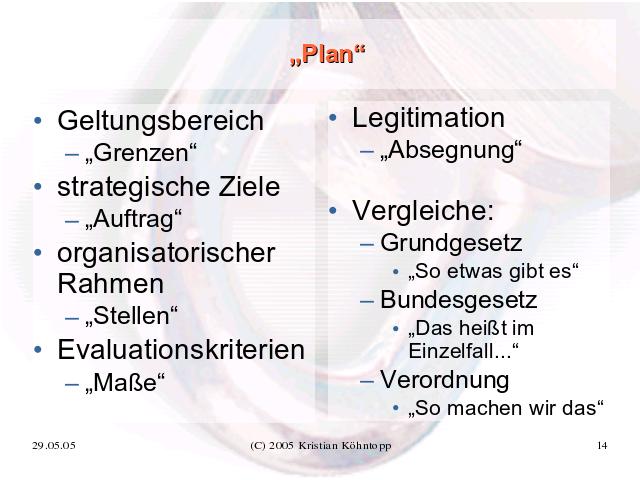 „Plan“
• Geltungsbereich
– „Grenzen“
• strategische Ziele
– „Auftrag“
• organisatorischer
Rahmen
– „Stellen“
• Evaluationskriterien
– „Maße“
• Legitimation
– „Absegnung“
• Vergleiche:
– Grundgesetz
• „So etwas gibt es“
– Bundesgesetz
• „Das heißt im
Einzelfall...“
– Verordnung
• „So machen wir das“
29.05.05
(C) 2005 Kristian Köhntopp
14